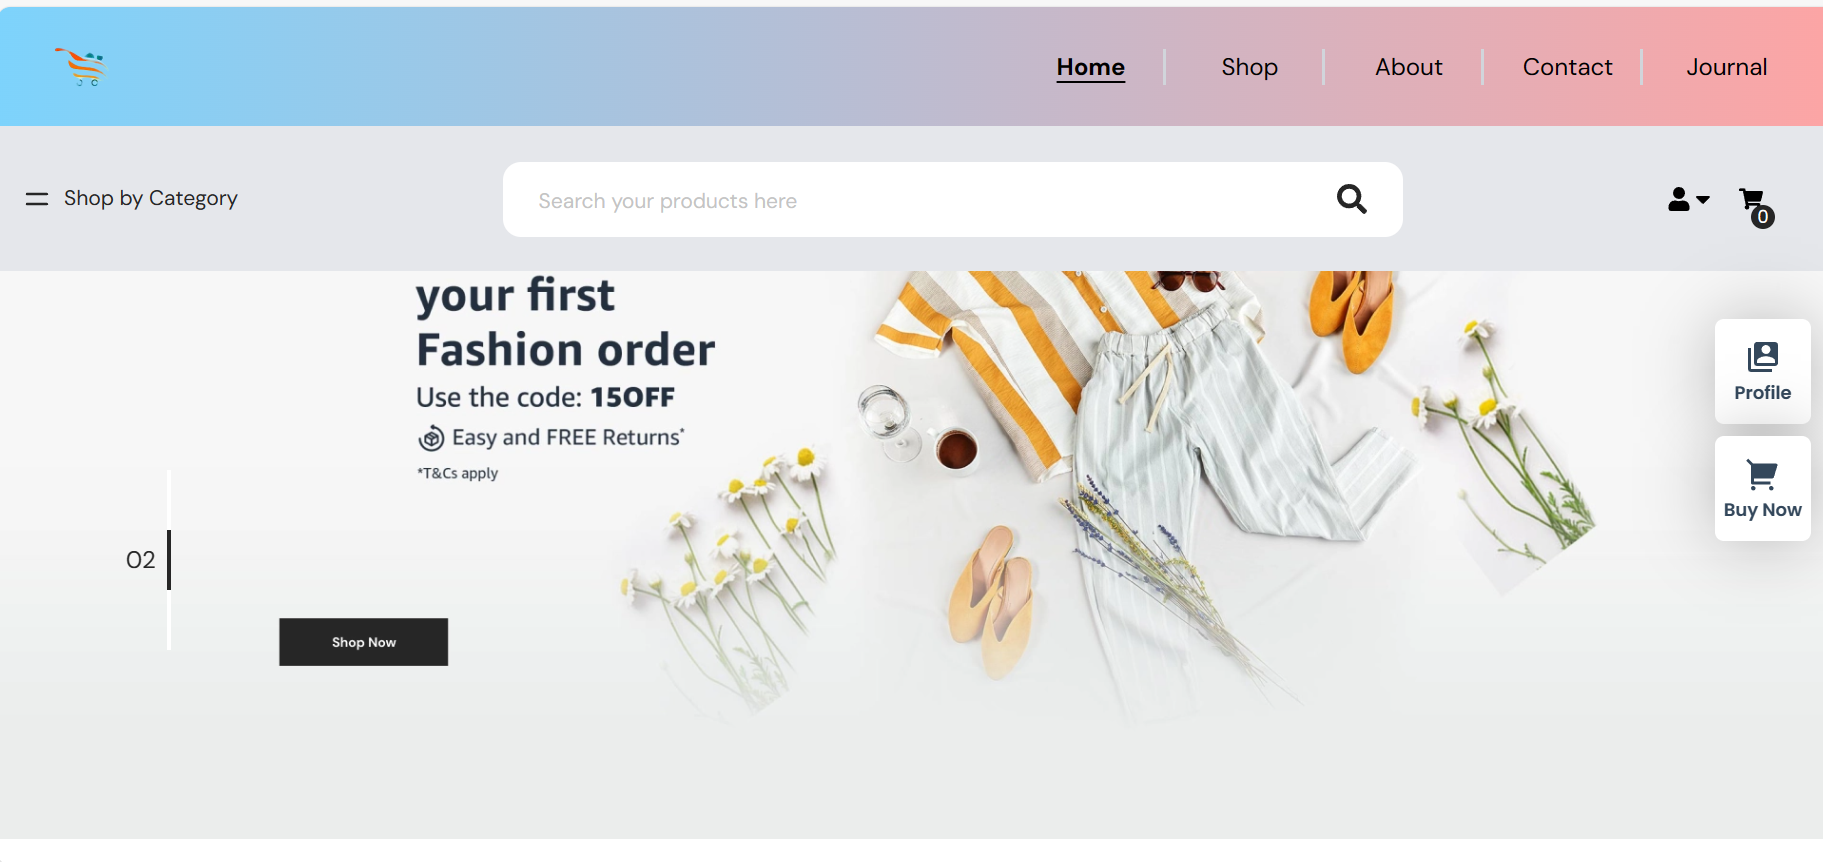 Home
Shop
About
Contact
Journal
Shop by Category
Search your products here
0
your first
Fashion order
Use the code: 15OFF
Easy and FREE Returns*
*T&Cs apply
Profile
Buy Now
02
Shop Now